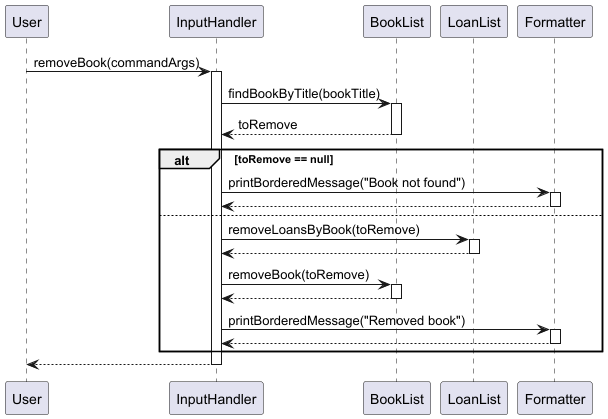 User InputHandler BookList LoanList Formatter
removeBook(commandArgs)
findBookByTitle(bookTitle)
toRemove
alt [toRemove == null]
printBorderedMessage("Book not found")
removeLoansByBook(toRemove)
removeBook(toRemove)
printBorderedMessage("Removed book")
User InputHandler BookList LoanList Formatter